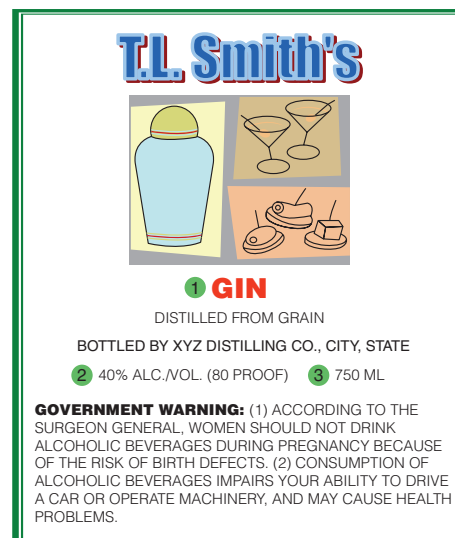 T.L. Smith's
1 GIN
DISTILLED FROM GRAIN
BOTTLED BY XYZ DISTILLING CO., CITY, STATE
2 40% ALC./VOL. (80 PROOF) 3 750 ML
GOVERNMENT WARNING: (1) ACCORDING TO THE
SURGEON GENERAL, WOMEN SHOULD NOT DRINK
ALCOHOLIC BEVERAGES DURING PREGNANCY BECAUSE
OF THE RISK OF BIRTH DEFECTS. (2) CONSUMPTION OF
ALCOHOLIC BEVERAGES IMPAIRS YOUR ABILITY TO DRIVE
A CAR OR OPERATE MACHINERY, AND MAY CAUSE HEALTH
PROBLEMS.